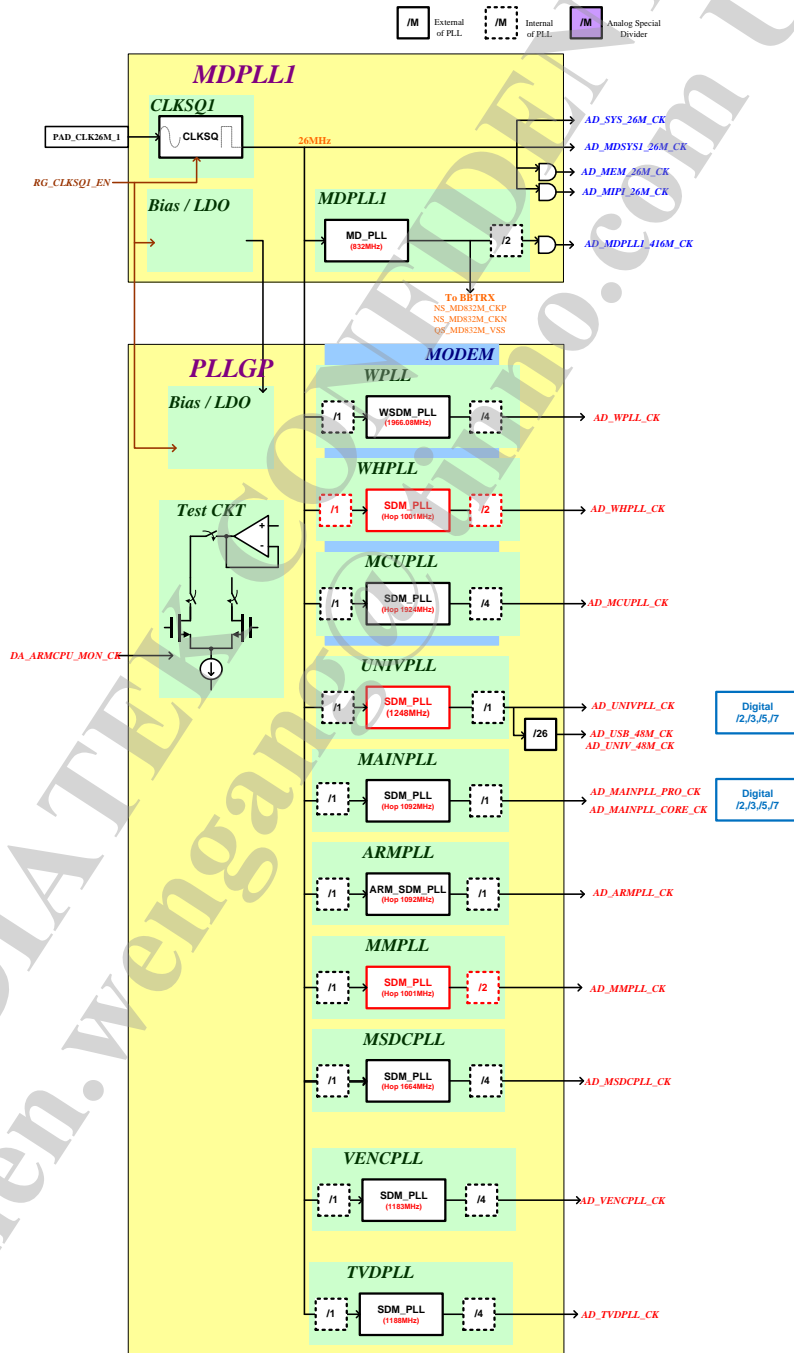 /M External of PLL
/M Internal of PLL
/M Analog Special Divider
MDPLL1
CLKSQ1
PAD_CLK26M_1
CLKSQ
26MHz
AD_SYS_26M_CK
AD_MDSYS1_26M_CK
AD_MEM_26M_CK
AD_MIPI_26M_CK
RG_CLKSQ1_EN
Bias / LDO
MDPLL1
MD_PLL
(832MHz)
/2
AD_MDPLL1_416M_CK
To BBTRX
NS_MD832M_CKP
NS_MD832M_CKN
QS_MD832M_VSS
PLLGP
MODEM
Bias / LDO
WPLL
/1
WSDM_PLL
(1966.08MHz)
/4
AD_WPLL_CK
WHPLL
/1
SDM_PLL
(Hop 1001MHz)
/2
AD_WHPLL_CK
Test CKT
+
-
MCUPLL
/1
SDM_PLL
(Hop 1924MHz)
/4
AD_MCUPLL_CK
DA_ARMCPU_MON_CK
UNIVPLL
/1
SDM_PLL
(1248MHz)
/1
AD_UNIVPLL_CK
/26
AD_USB_48M_CK
AD_UNIV_48M_CK
Digital
/2,/3,/5,/7
MAINPLL
/1
SDM_PLL
(Hop 1092MHz)
/1
AD_MAINPLL_PRO_CK
AD_MAINPLL_CORE_CK
Digital
/2,/3,/5,/7
ARMPLL
/1
ARM_SDM_PLL
(Hop 1092MHz)
/1
AD_ARMPLL_CK
MMPLL
/1
SDM_PLL
(Hop 1001MHz)
/2
AD_MMPLL_CK
MSDCPLL
/1
SDM_PLL
(Hop 1664MHz)
/4
AD_MSDCPLL_CK
VENCPLL
/1
SDM_PLL
(1183MHz)
/4
AD_VENCPLL_CK
TVDPLL
/1
SDM_PLL
(1188MHz)
/4
AD_TVDPLL_CK